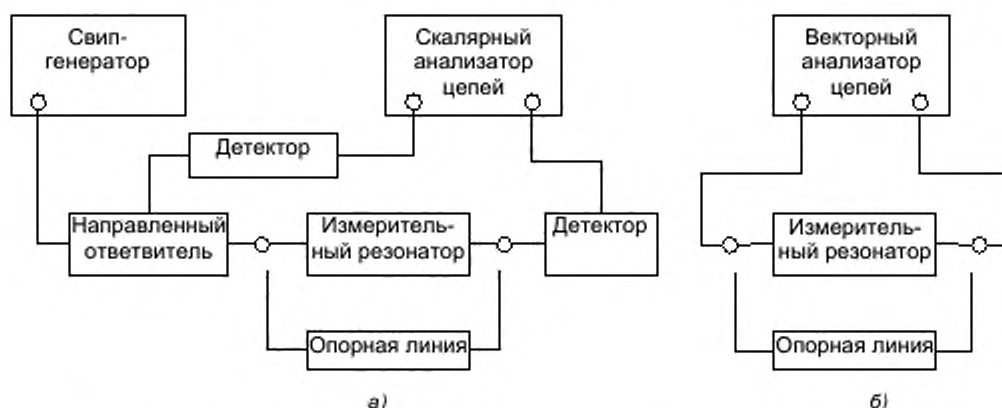 Свип-
генератор
Скалярный
анализатор
цепей
Детектор
Направленный
ответвитель
Измеритель-
ный резонатор
Детектор
Опорная линия
а)
Векторный
анализатор
цепей
Измеритель-
ный резонатор
Опорная линия
б)